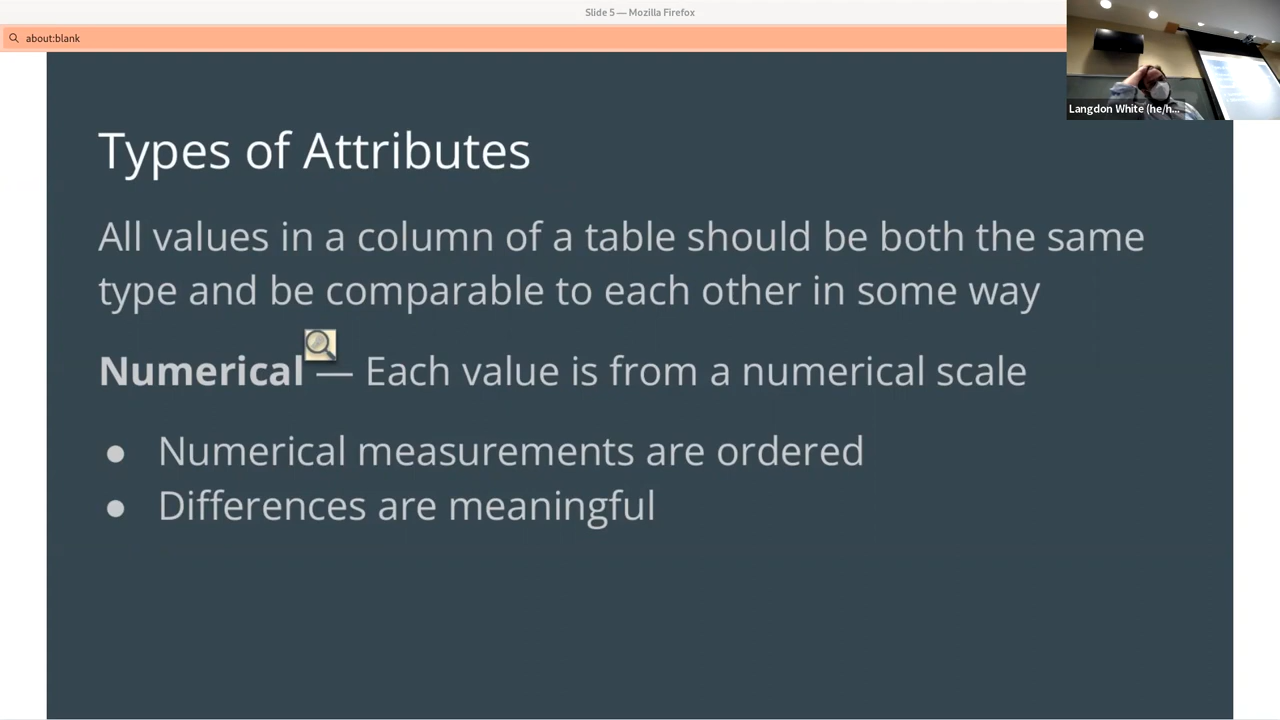 Slide 5 — Mozilla Firefox
about:blank
Langdon White (he/h...
Types of Attributes
All values in a column of a table should be both the same
type and be comparable to each other in some way
Numerical — Each value is from a numerical scale
● Numerical measurements are ordered
● Differences are meaningful